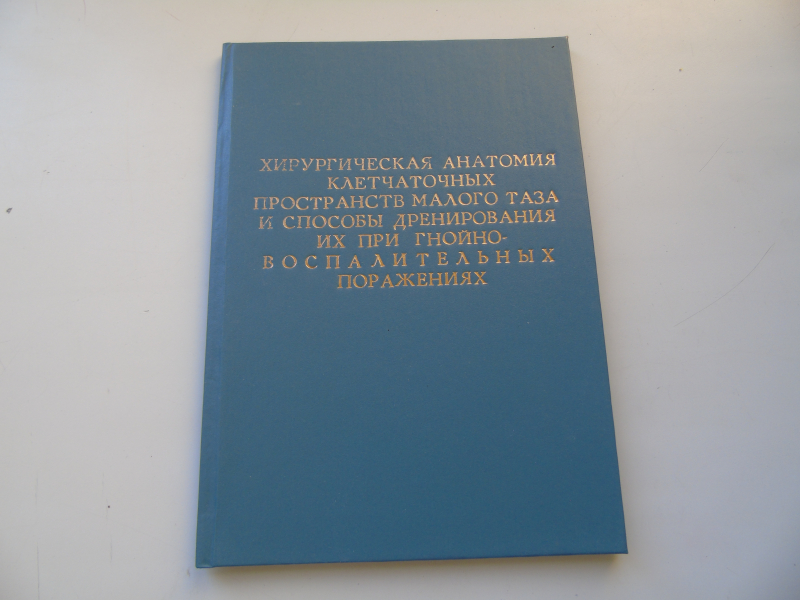 ХИРУРГИЧЕСКАЯ АНАТОМИЯ
КЛЕТЧАТОЧНЫХ
ПРОСТРАНСТВ МАЛОГО ТАЗА
И СПОСОБЫ ДРЕНИРОВАНИЯ
ИХ ПРИ ГНОЙНО-
ВОСПАЛИТЕЛЬНЫХ
ПОРАЖЕНИЯХ